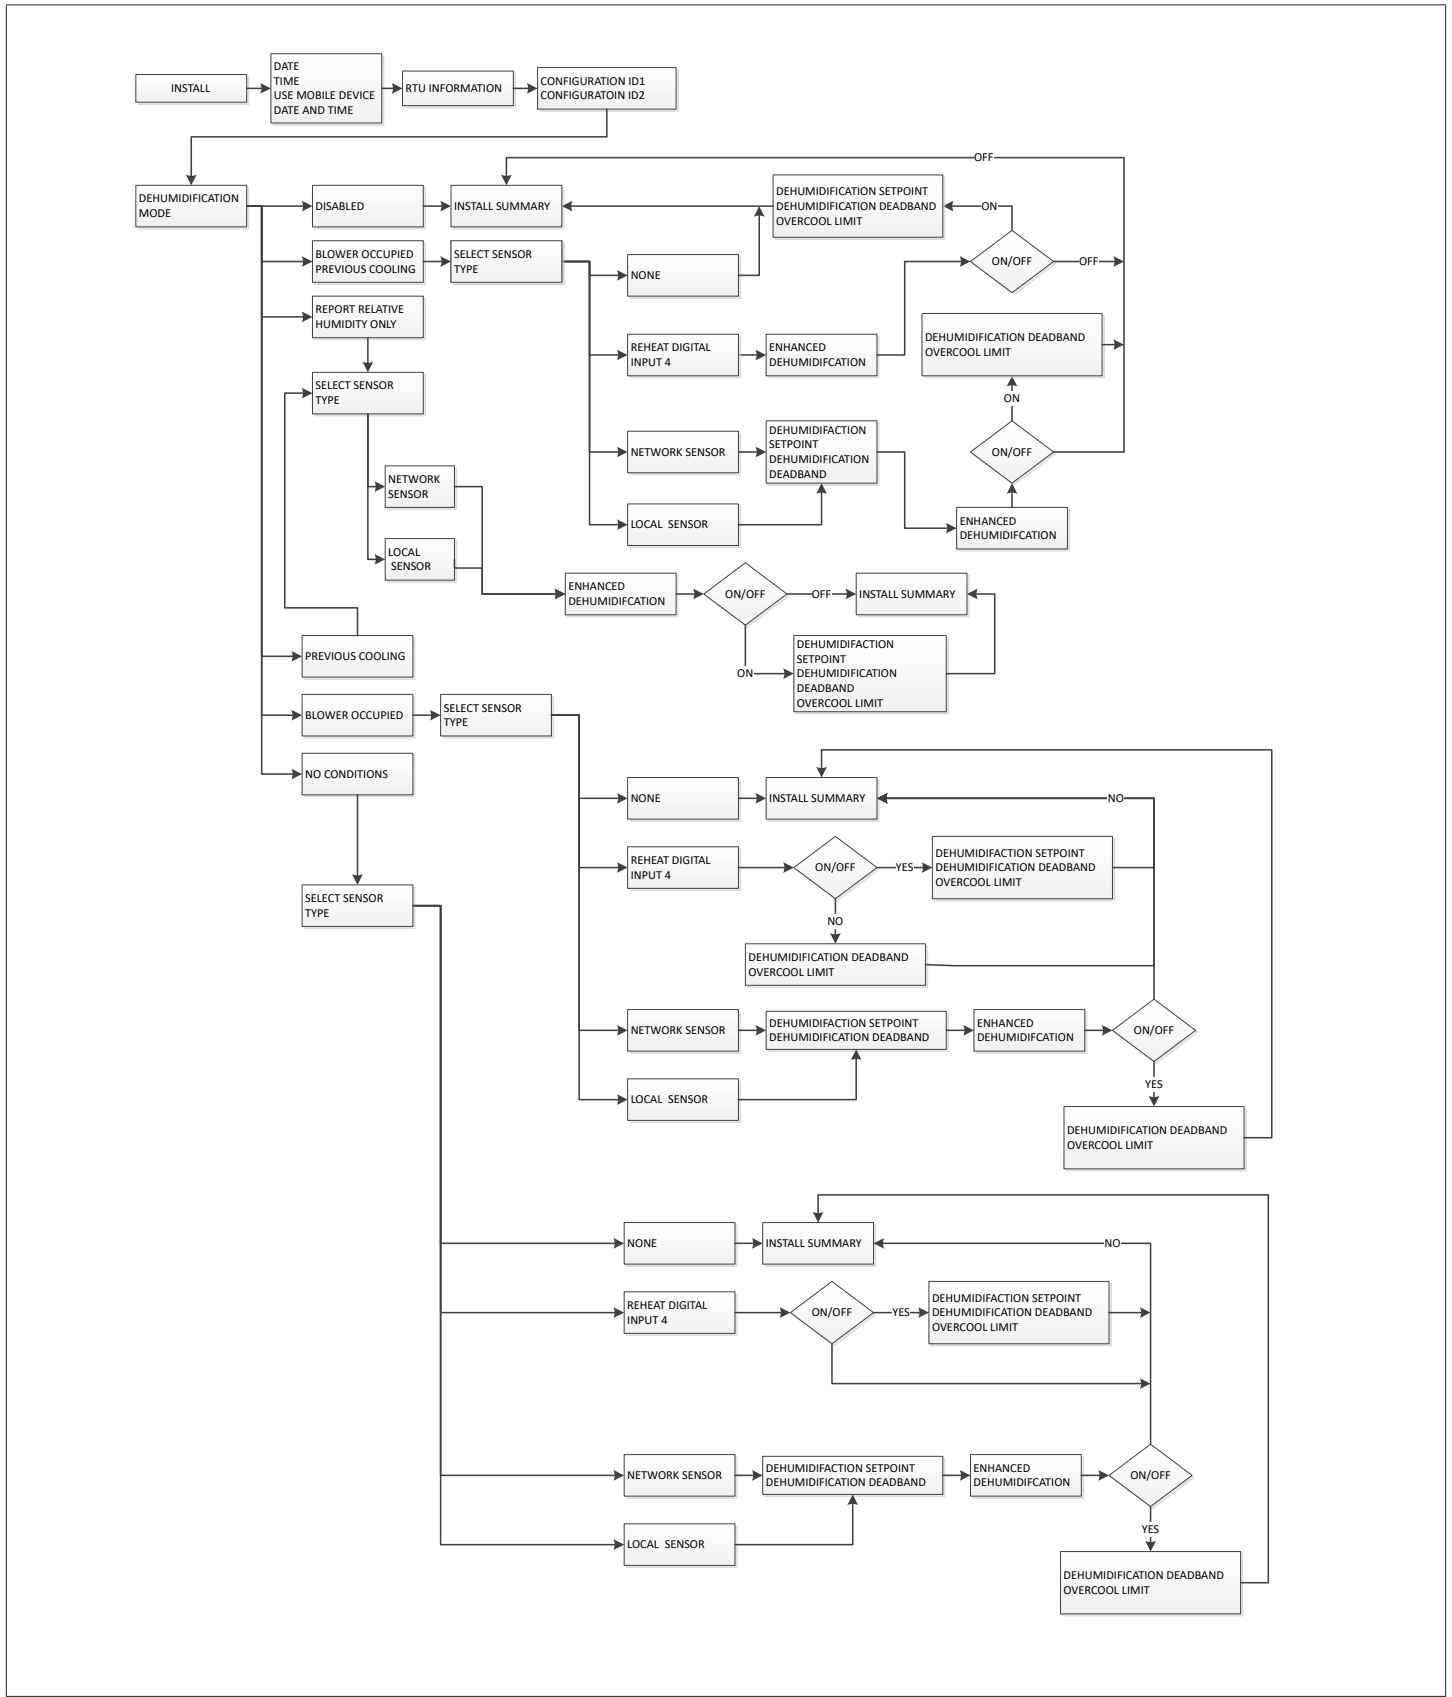 INSTALL
DATE
TIME
USE MOBILE DEVICE
DATE AND TIME
RTU INFORMATION
CONFIGURATION ID1
CONFIGURATOIN ID2
DEHUMIDIFICATION
MODE
DISABLED
INSTALL SUMMARY
OFF
DEHUMIDIFICATION SETPOINT
DEHUMIDIFICATION DEADBAND
OVERCOOL LIMIT
ON
BLOWER OCCUPIED
PREVIOUS COOLING
SELECT SENSOR
TYPE
NONE
ON/OFF
OFF
REPORT RELATIVE
HUMIDITY ONLY
REHEAT DIGITAL
INPUT 4
ENHANCED
DEHUMIDIFCATION
DEHUMIDIFICATION DEADBAND
OVERCOOL LIMIT
ON
SELECT SENSOR
TYPE
NETWORK SENSOR
DEHUMIDIFACTION
SETPOINT
DEHUMIDIFICATION
DEADBAND
ON/OFF
NETWORK
SENSOR
LOCAL  SENSOR
ENHANCED
DEHUMIDIFCATION
LOCAL
SENSOR
ENHANCED
DEHUMIDIFCATION
ON/OFF
OFF
INSTALL SUMMARY
ON
DEHUMIDIFACTION
SETPOINT
DEHUMIDIFICATION
DEADBAND
OVERCOOL LIMIT
PREVIOUS COOLING
BLOWER OCCUPIED
SELECT SENSOR
TYPE
NO CONDITIONS
NONE
INSTALL SUMMARY
NO
REHEAT DIGITAL
INPUT 4
ON/OFF
YES
DEHUMIDIFACTION SETPOINT
DEHUMIDIFICATION DEADBAND
OVERCOOL LIMIT
NO
SELECT SENSOR
TYPE
DEHUMIDIFICATION DEADBAND
OVERCOOL LIMIT
NETWORK SENSOR
DEHUMIDIFACTION SETPOINT
DEHUMIDIFICATION DEADBAND
ENHANCED
DEHUMIDIFCATION
ON/OFF
YES
LOCAL  SENSOR
DEHUMIDIFICATION DEADBAND
OVERCOOL LIMIT
NONE
INSTALL SUMMARY
NO
REHEAT DIGITAL
INPUT 4
ON/OFF
YES
DEHUMIDIFACTION SETPOINT
DEHUMIDIFICATION DEADBAND
OVERCOOL LIMIT
NETWORK SENSOR
DEHUMIDIFACTION SETPOINT
DEHUMIDIFICATION DEADBAND
ENHANCED
DEHUMIDIFCATION
ON/OFF
YES
LOCAL  SENSOR
DEHUMIDIFICATION DEADBAND
OVERCOOL LIMIT